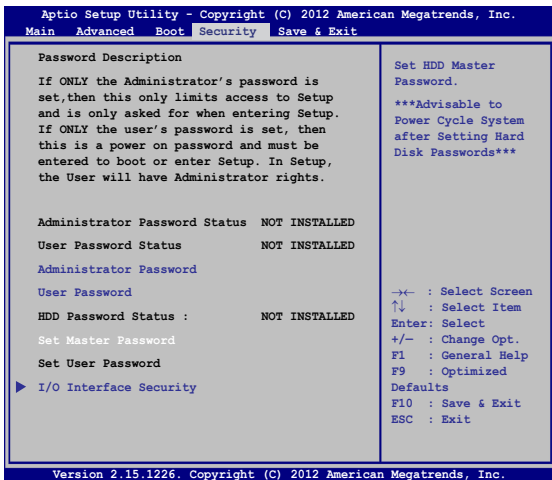 Aptio Setup Utility - Copyright (C) 2012 American Megatrends, Inc.
Main Advanced Boot Security Save & Exit
Password Description
If ONLY the Administrator's password is
set,then this only limits access to Setup
and is only asked for when entering Setup.
If ONLY the user's password is set, then
this is a power on password and must be
entered to boot or enter Setup. In Setup,
the User will have Administrator rights.
Administrator Password Status NOT INSTALLED
User Password Status NOT INSTALLED
Administrator Password
User Password
HDD Password Status : NOT INSTALLED
Set Master Password
Set User Password
I/O Interface Security
Set HDD Master
Password.
***Advisable to
Power Cycle System
after Setting Hard
Disk Passwords***
→← : Select Screen
↑↓ : Select Item
Enter: Select
+/— : Change Opt.
F1 : General Help
F9 : Optimized
Defaults
F10 : Save & Exit
ESC : Exit
Version 2.15.1226. Copyright (C) 2012 American Megatrends, Inc.